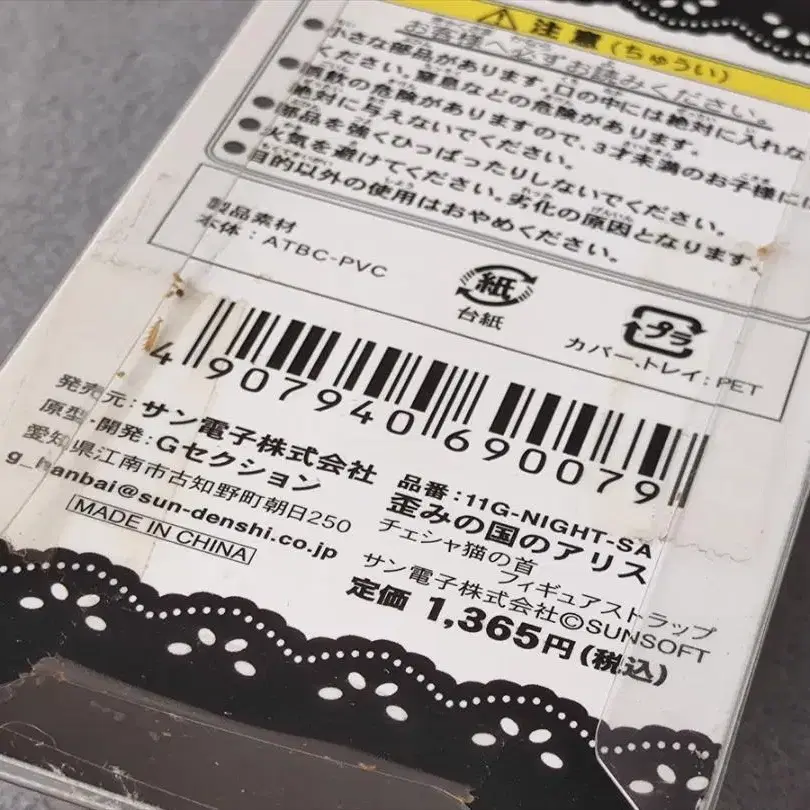 ⚠注意(ちゅうい)
お客様へ必ずお読みください。
●小さな部品があります。口の中には絶対に入れな
ください。窒息などの危険があります。
●誤飲の危険がありますので、3才未満のお子様に
絶対に与えないでください。
●部品を強くひっぱったりしないでください。
●火気を避けてください。劣化の原因となります。
●目的以外の使用はおやめください。
製品素材
本体:ATBC-PVC
紙
台紙
プラ
カバー、トレイ:PET
4 907940 690079
発売元:サン電子株式会社
原型・開発:Gセクション
愛知県江南市古知野町朝日250
g_hanbai@sun-denshi.co.jp
MADE IN CHINA
品番:11G-NIGHT-SA
歪みの国のアリス
チェシャ猫の首
フィギュアストラップ
サン電子株式会社©SUNSOFT
定価 1,365円(税込)